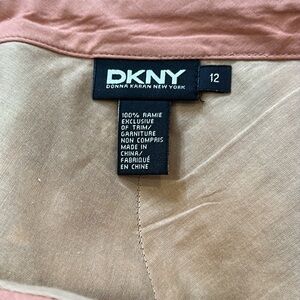 DKNY
DONNA KARAN NEW YORK
12
100% RAMIE
EXCLUSIVE
OF TRIM/
GARNITURE
NON COMPRIS
MADE IN
CHINA/
FABRIQUÉ
EN CHINE